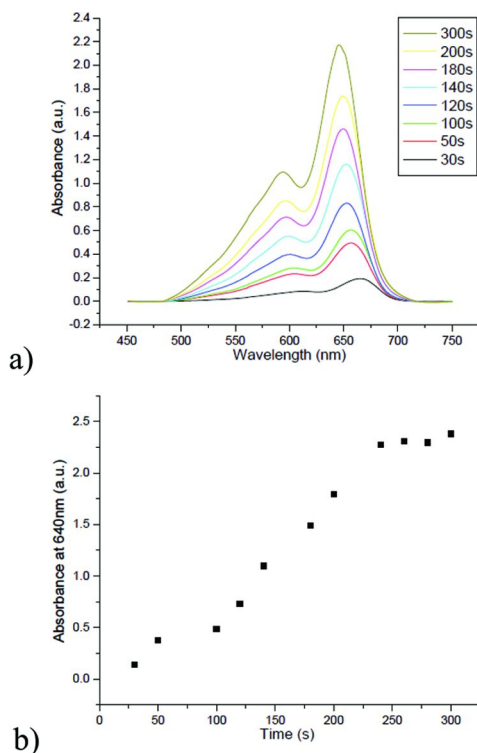 2.4
2.2
2.0
1.8
1.6
1.4
1.2
1.0
0.8
0.6
0.4
0.2
0.0
-0.2
Absorbance (a.u.)
300s
200s
180s
140s
120s
100s
50s
30s
450 500 550 600 650 700 750
Wavelength (nm)
a)
2.5
2.0
1.5
1.0
0.5
0.0
Absorbance at 640nm (a.u.)
0 50 100 150 200 250 300
Time (s)
b)